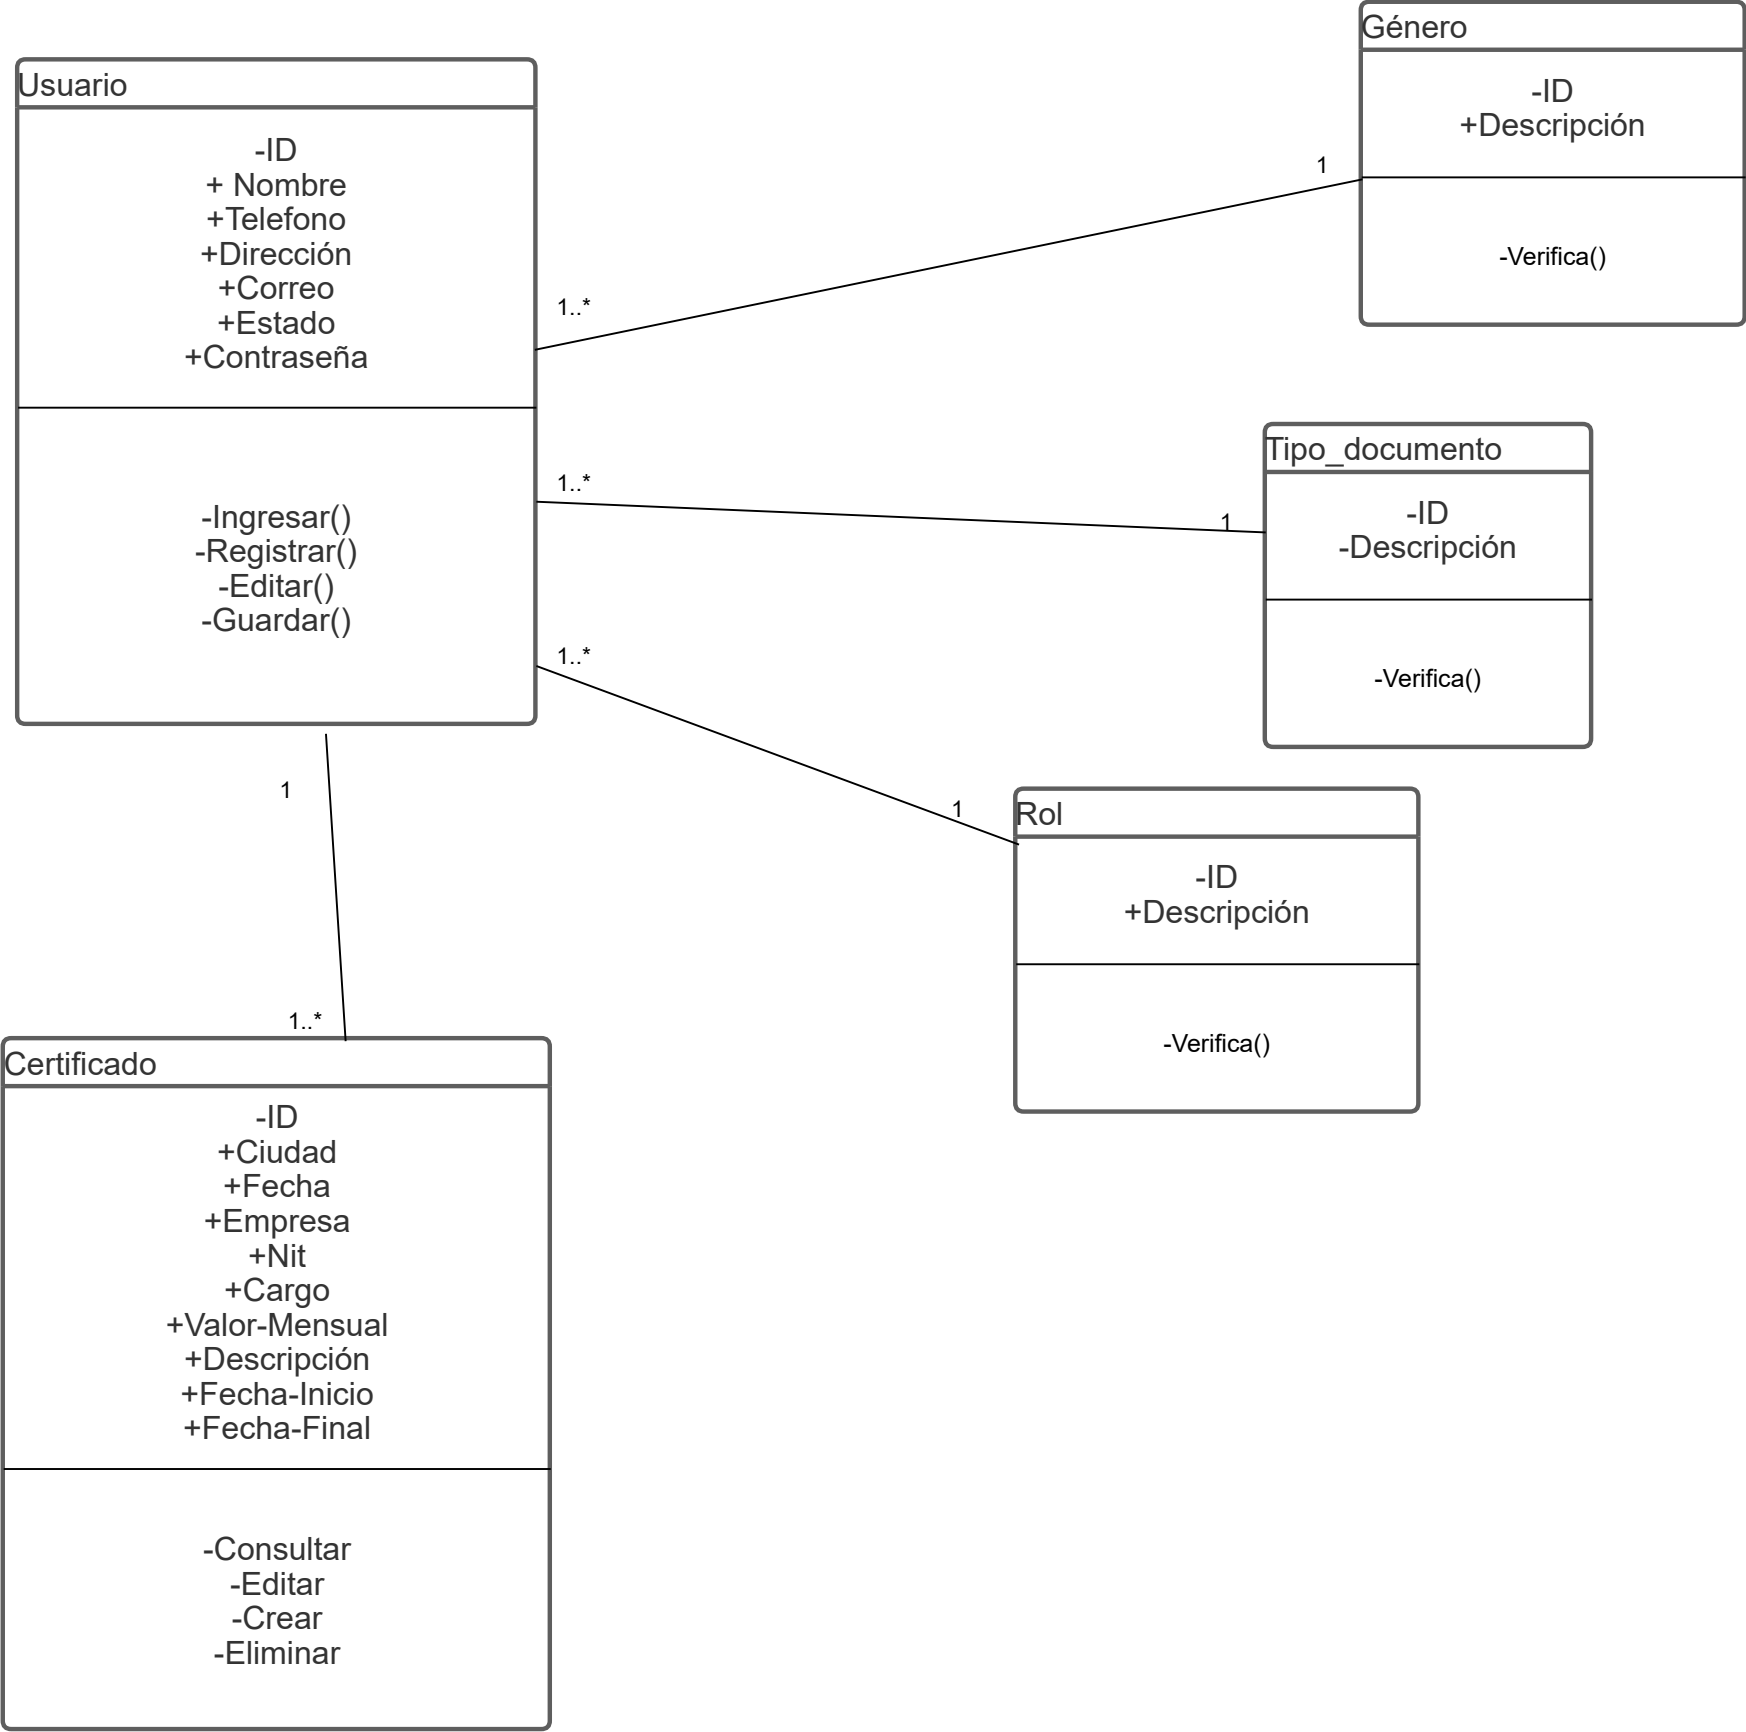 Usuario
-ID
+ Nombre
+Telefono
+Dirección
+Correo
+Estado
+Contraseña
-Ingresar()
-Registrar()
-Editar()
-Guardar()
Género
-ID
+Descripción
-Verifica()
1
1..*
1..*
1
Tipo_documento
-ID
-Descripción
-Verifica()
1..*
1
Rol
-ID
+Descripción
-Verifica()
1
1..*
Certificado
-ID
+Ciudad
+Fecha
+Empresa
+Nit
+Cargo
+Valor-Mensual
+Descripción
+Fecha-Inicio
+Fecha-Final
-Consultar
-Editar
-Crear
-Eliminar